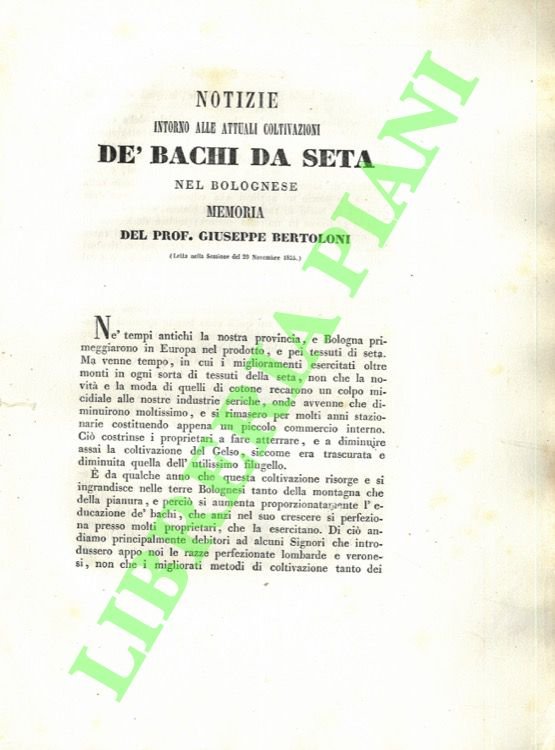 NOTIZIE
INTORNO ALLE ATTUALI COLTIVAZIONI
DE' BACHI DA SETA
NEL BOLOGNESE
MEMORIA
DEL PROF. GIUSEPPE BERTOLONI
(Letta nella Sessione del 29 Novembre 1855.)
Ne' tempi antichi la nostra provincia, e Bologna pri-
meggiarono in Europa nel prodotto, e pei tessuti di seta.
Ma venne tempo, in cui i miglioramenti esercitati oltre
monti in ogni sorta di tessuti della seta, non che la no-
vità e la moda di quelli di cotone recarono un colpo mi-
cidiale alle nostre industrie seriche, onde avvenne che di-
minuirono moltissimo, e si rimasero per molti anni stazio-
narie costituendo appena un piccolo commercio interno.
Ciò costrinse i proprietari a fare atterrare, e a diminuire
assai la coltivazione del Gelso, siccome era trascurata e
diminuita quella dell' utilissimo filugello.
È da qualche anno che questa coltivazione risorge e si
ingrandisce nelle terre Bolognesi tanto della montagna che
della pianura, e perciò si aumenta proporzionatamente l' e-
ducazione de' bachi, che anzi nel suo crescere si perfezio-
na presso molti proprietari, che la esercitano. Di ciò an-
diamo principalmente debitori ad alcuni Signori che intro-
dussero appo noi le razze perfezionate lombarde e verone-
si, non che i migliorati metodi di coltivazione tanto dei
LIBRERIA PIANI